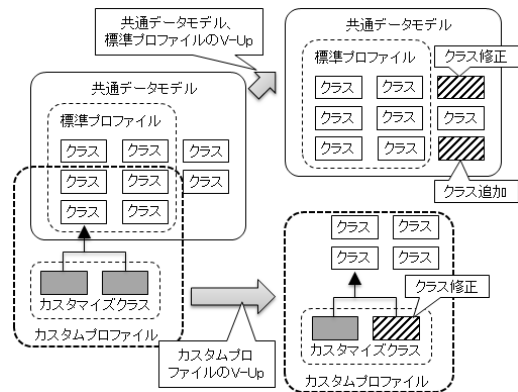 共通データモデル、
標準プロファイルのV-Up
共通データモデル
標準プロファイル
クラス
クラス
クラス
クラス
クラス
クラス
クラス
クラス
カスタマイズクラス
カスタムプロファイル
共通データモデル
標準プロファイル
クラス修正
クラス
クラス
クラス
クラス
クラス
クラス
クラス
クラス追加
カスタムプロ
ファイルのV-Up
クラス
クラス
クラス
クラス
クラス修正
カスタマイズクラス
カスタムプロファイル